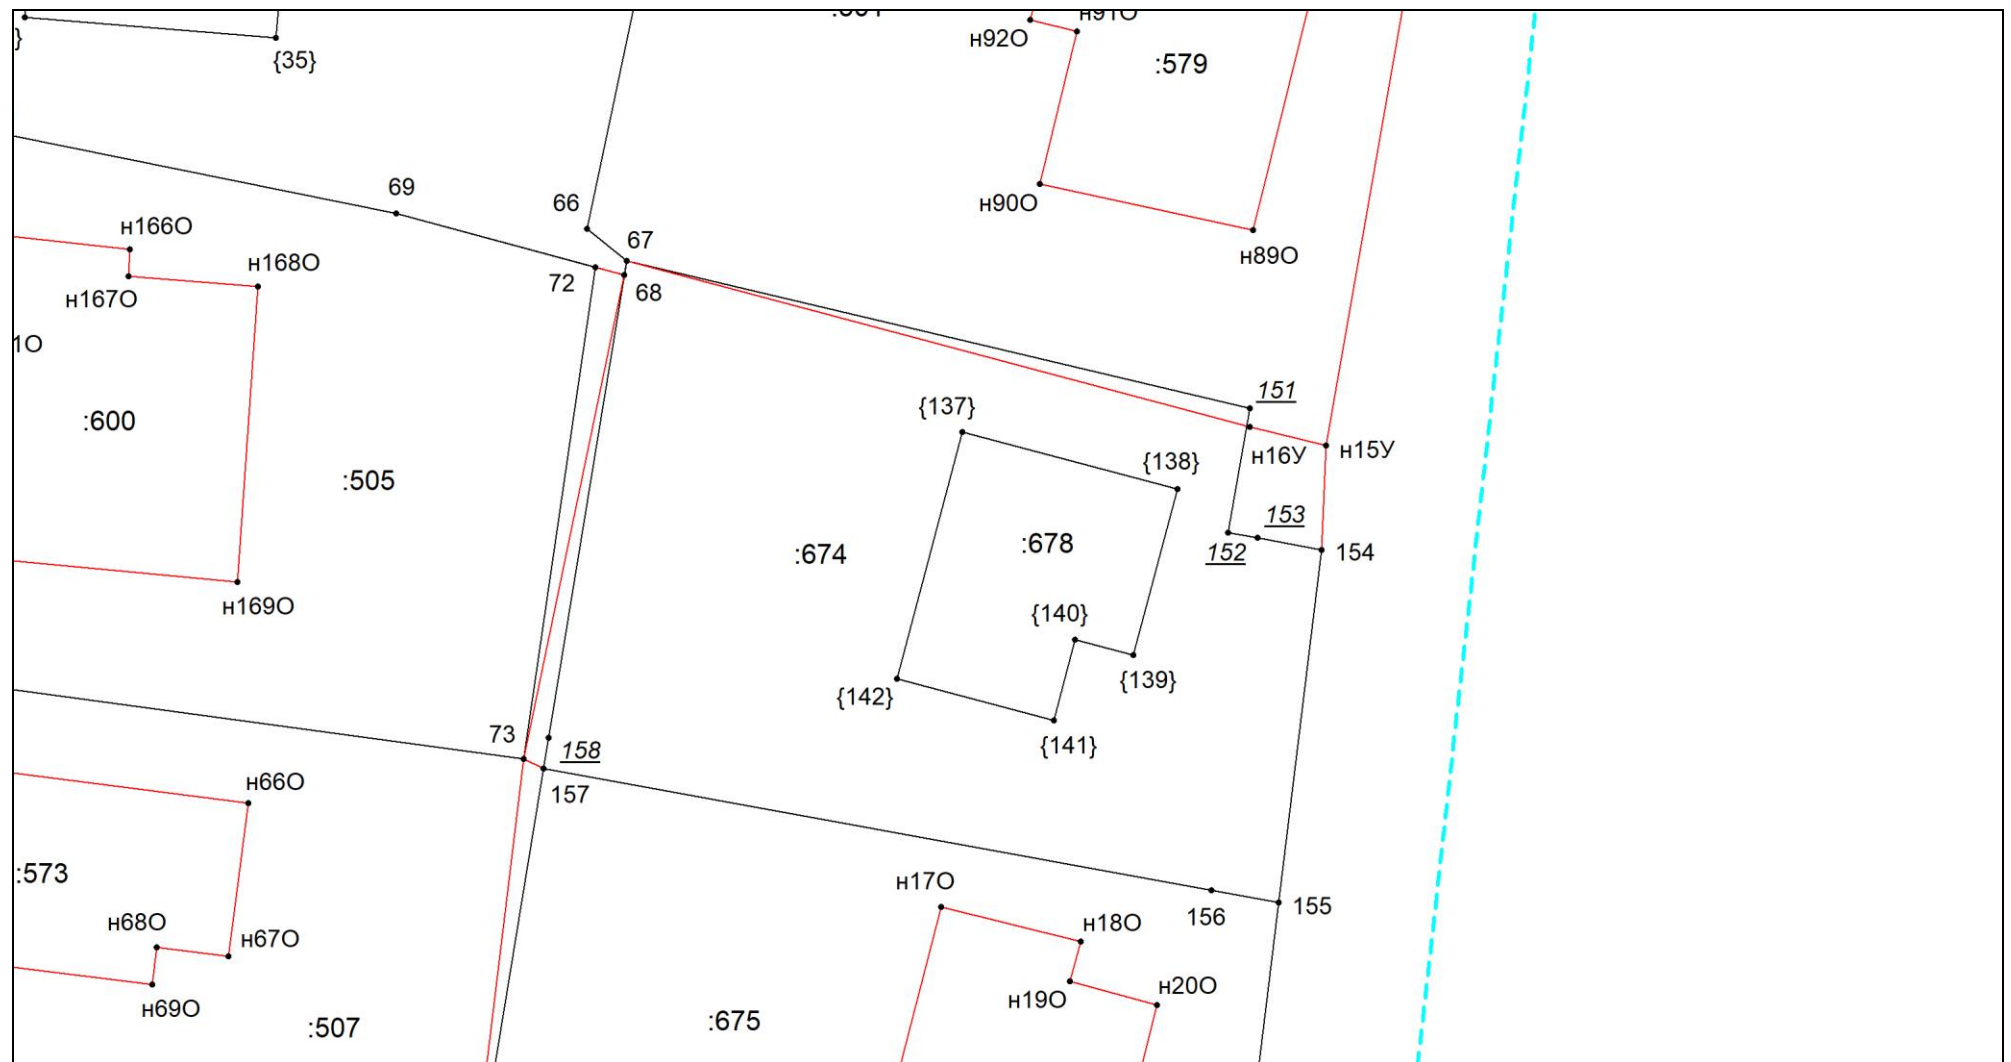 н91О
н92О
:579
}
{35}
69
66
н90О
67
н166О
н89О
н168О
72
68
н167О
1О
151
{137}
:600
н16У
н15У
{138}
:505
153
:678
:674
152
154
н169О
{140}
{139}
{142}
73
158
{141}
н66О
157
:573
н17О
156
155
н68О
н18О
н67О
н20О
н19О
н69О
:675
:507